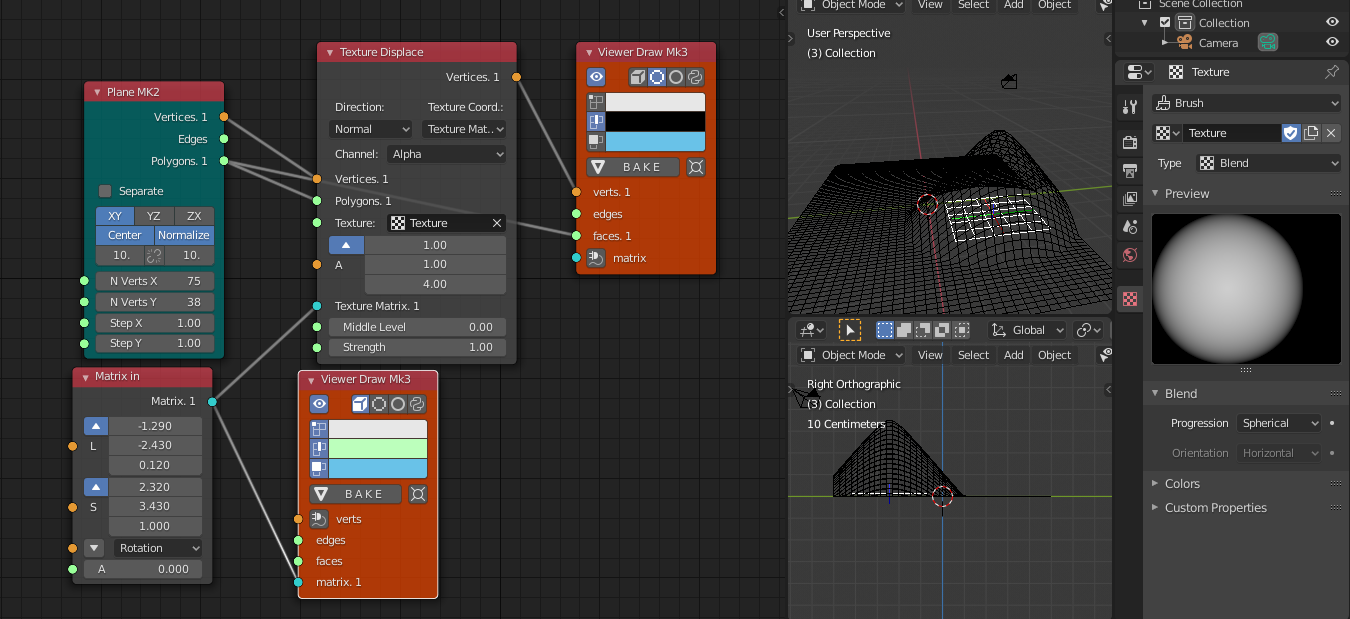 Plane MK2
Vertices. 1
Edges
Polygons. 1
Separate
XY YZ ZX
Center Normalize
10. 10.
N Verts X 75
N Verts Y 38
Step X 1.00
Step Y 1.00
Matrix in
Matrix. 1
-1.290
L -2.430
0.120
2.320
S 3.430
1.000
Rotation
A 0.000
Texture Displace
Vertices. 1
Direction: Texture Coord.:
Normal Texture Mat..
Channel: Alpha
Vertices. 1
Polygons. 1
Texture: Texture
1.00
A 1.00
4.00
Texture Matrix. 1
Middle Level 0.00
Strength 1.00
Viewer Draw Mk3
BAKE
verts
edges
faces
matrix. 1
Viewer Draw Mk3
BAKE
verts. 1
edges
faces. 1
matrix
Object Mode View Select Add Object
User Perspective
(3) Collection
Global
Object Mode View Select Add Object
Right Orthographic
(3) Collection
10 Centimeters
Scene Collection
Collection
Camera
Texture
Brush
Texture
Type Blend
Preview
Blend
Progression Spherical
Orientation Horizontal
Colors
Custom Properties